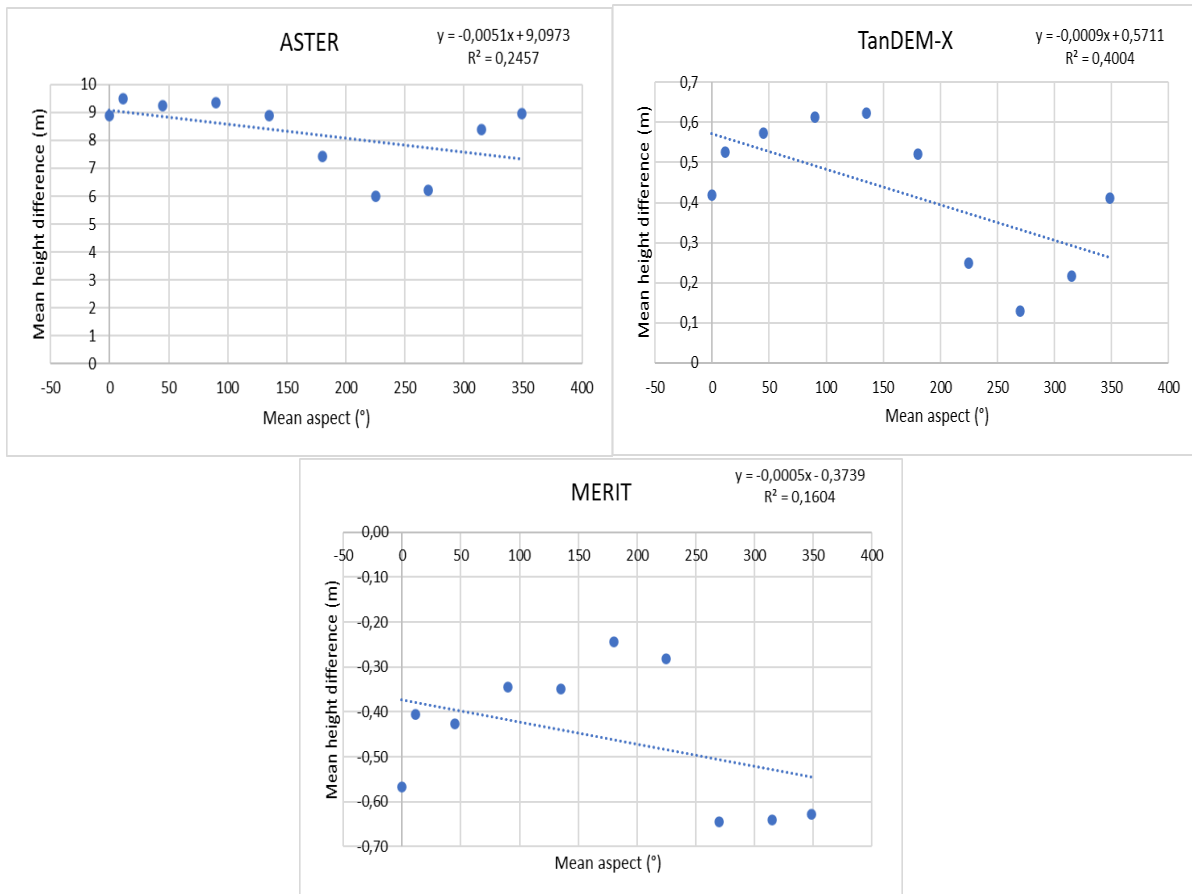 ASTER
y = -0,0051x + 9,0973
R² = 0,2457
Mean height difference (m)
10
9
8
7
6
5
4
3
2
1
0
-50 0 50 100 150 200 250 300 350 400
Mean aspect (°)
TanDEM-X
y = -0,0009x + 0,5711
R² = 0,4004
Mean height difference (m)
0,7
0,6
0,5
0,4
0,3
0,2
0,1
0
-50 0 50 100 150 200 250 300 350 400
Mean aspect (°)
MERIT
y = -0,0005x - 0,3739
R² = 0,1604
Mean height difference (m)
0,00
-50 0 50 100 150 200 250 300 350 400
-0,10
-0,20
-0,30
-0,40
-0,50
-0,60
-0,70
Mean aspect (°)